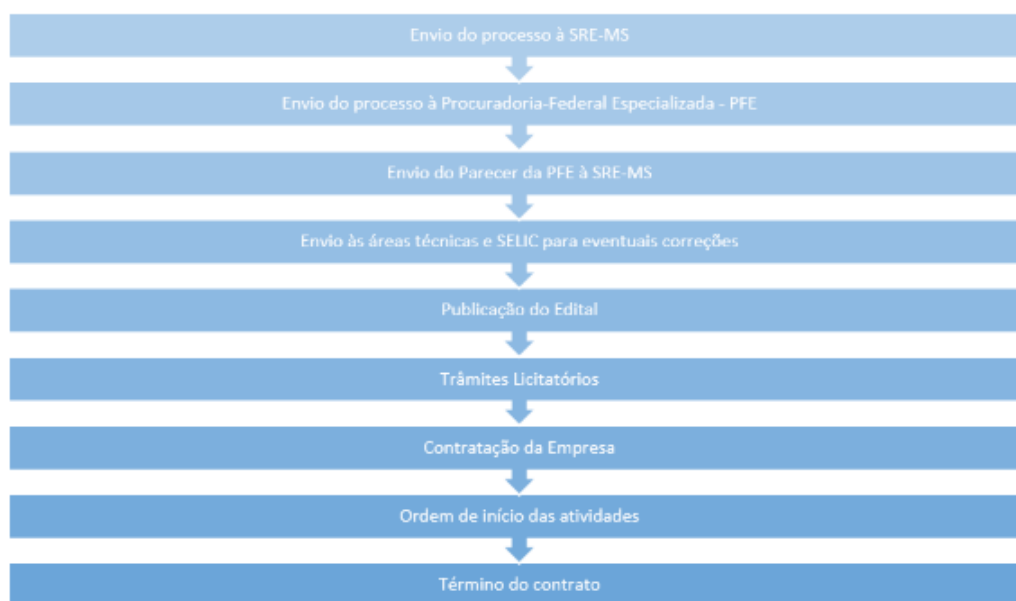 Envio do processo à SRE-MS
Envio do processo à Procuradoria-Federal Especializada - PFE
Envio do Parecer da PFE à SRE-MS
Envio às áreas técnicas e SELIC para eventuais correções
Publicação do Edital
Trâmites Licitatórios
Contratação da Empresa
Ordem de início das atividades
Término do contrato